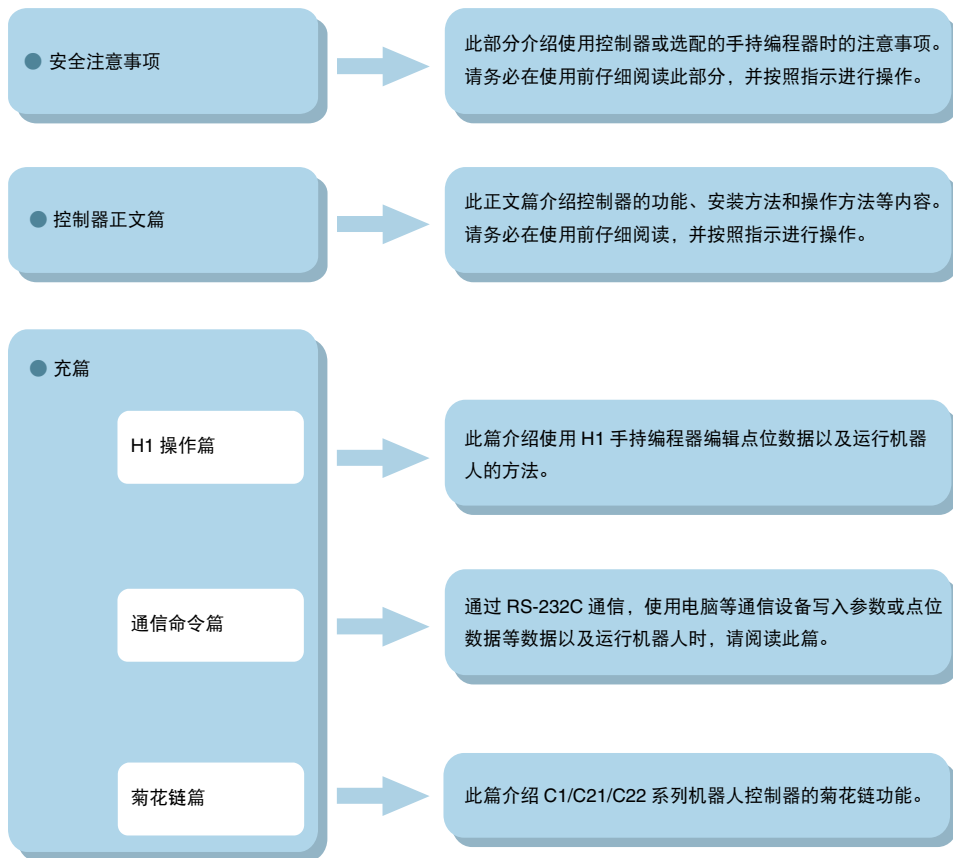 ● 安全注意事项
此部分介绍使用控制器或选配的手持编程器时的注意事项。
请务必在使用前仔细阅读此部分，并按照指示进行操作。
● 控制器正文篇
此正文篇介绍控制器的功能、安装方法和操作方法等内容。
请务必在使用前仔细阅读，并按照指示进行操作。
● 充篇
H1 操作篇
此篇介绍使用 H1 手持编程器编辑点位数据以及运行机器
人的方法。
通信命令篇
通过 RS-232C 通信，使用电脑等通信设备写入参数或点位
数据等数据以及运行机器人时，请阅读此篇。
菊花链篇
此篇介绍 C1/C21/C22 系列机器人控制器的菊花链功能。